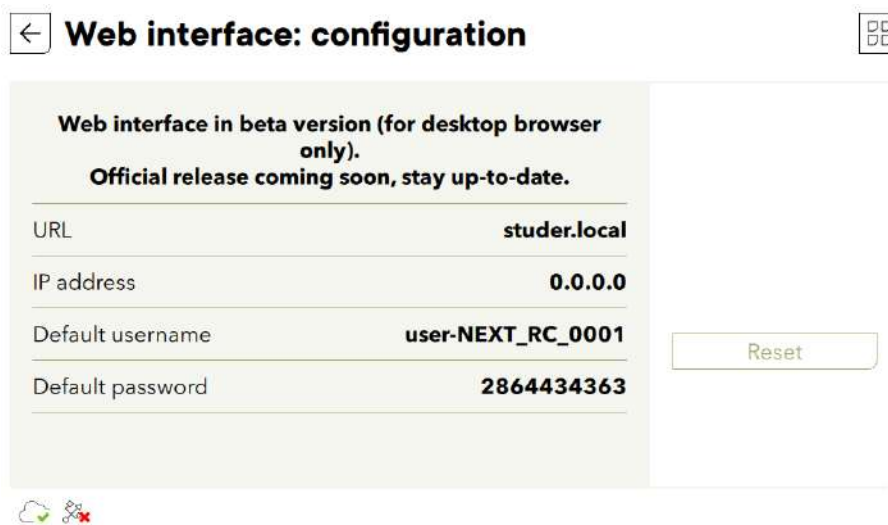 Web interface: configuration
Web interface in beta version (for desktop browser
only).
Official release coming soon, stay up-to-date.
URL studer.local
IP address 0.0.0.0
Default username user-NEXT_RC_0001
Default password 2864434363
Reset